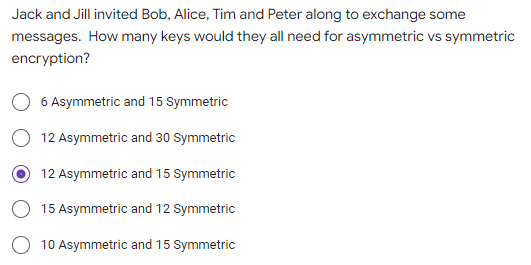 Jack and Jill invited Bob, Alice, Tim and Peter along to exchange some
messages. How many keys would they all need for asymmetric vs symmetric
encryption?
6 Asymmetric and 15 Symmetric
12 Asymmetric and 30 Symmetric
12 Asymmetric and 15 Symmetric
15 Asymmetric and 12 Symmetric
10 Asymmetric and 15 Symmetric